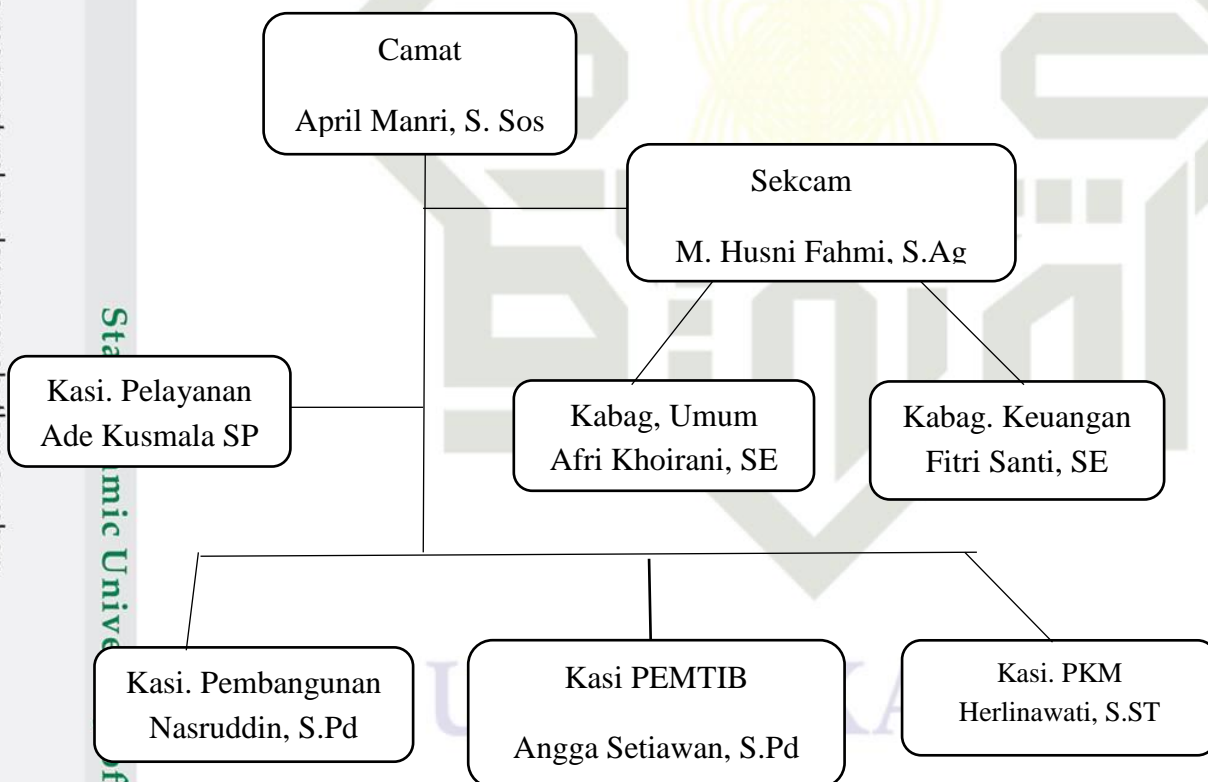 Camat
April Manri, S. Sos
Sekcam
M. Husni Fahmi, S.Ag
Kasi. Pelayanan
Ade Kusmala SP
Kabag, Umum
Afri Khoirani, SE
Kabag. Keuangan
Fitri Santi, SE
Kasi. Pembangunan
Nasruddin, S.Pd
Kasi PEMTIB
Angga Setiawan, S.Pd
Kasi. PKM
Herlinawati, S.ST